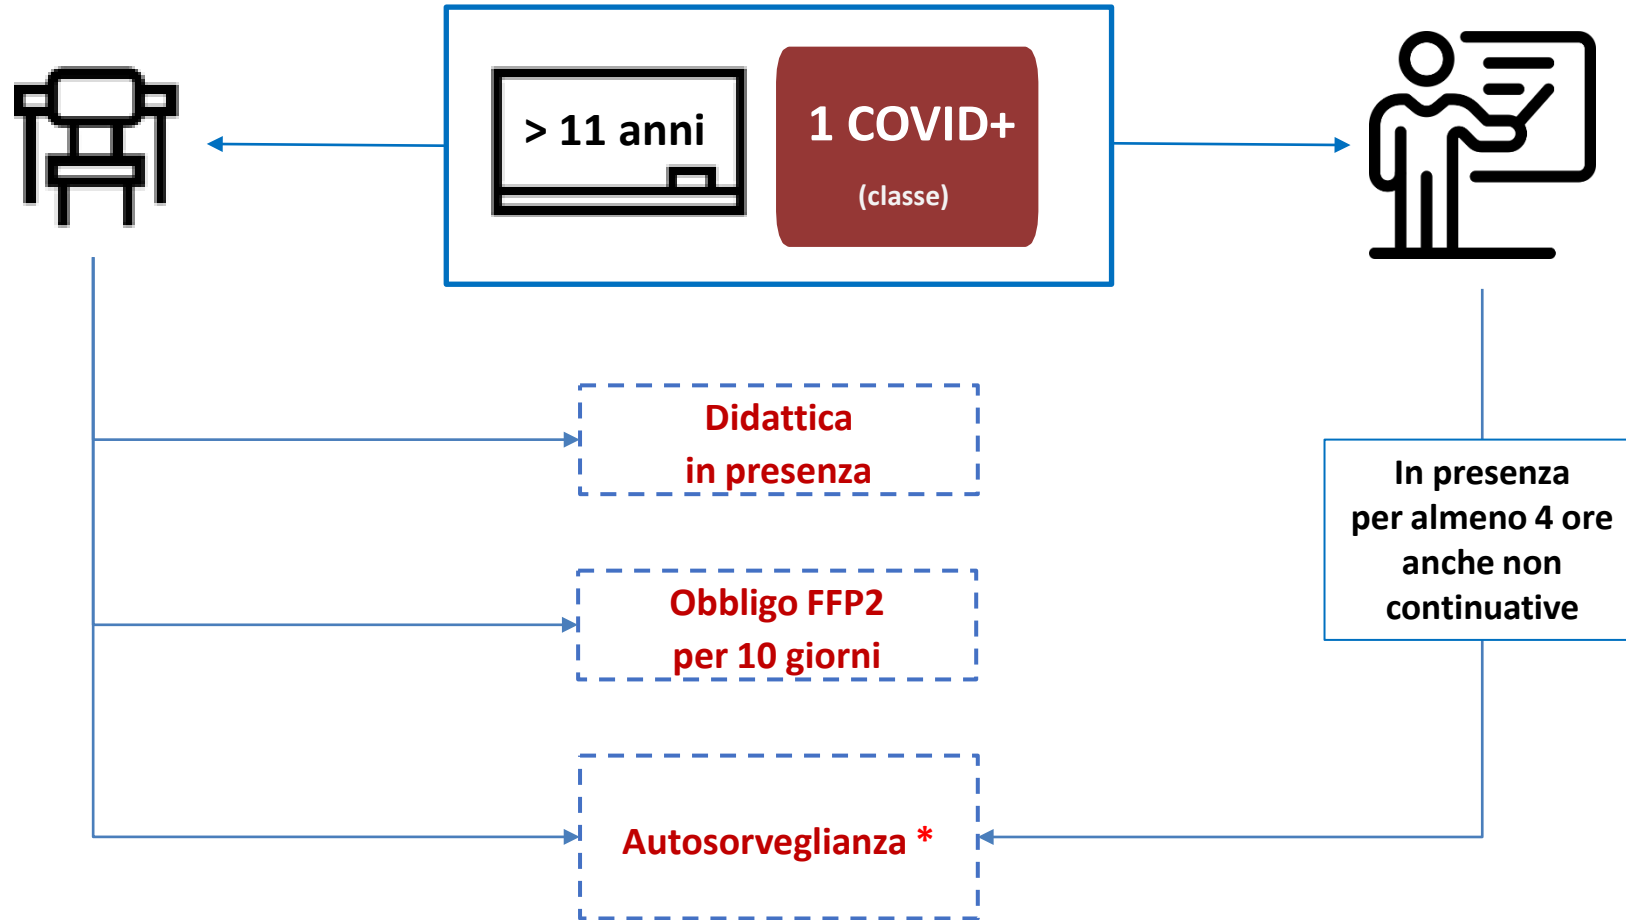 > 11 anni
1 COVID+
(classe)
Didattica
in presenza
Obbligo FFP2
per 10 giorni
Autosorveglianza *
In presenza
per almeno 4 ore
anche non
continuative